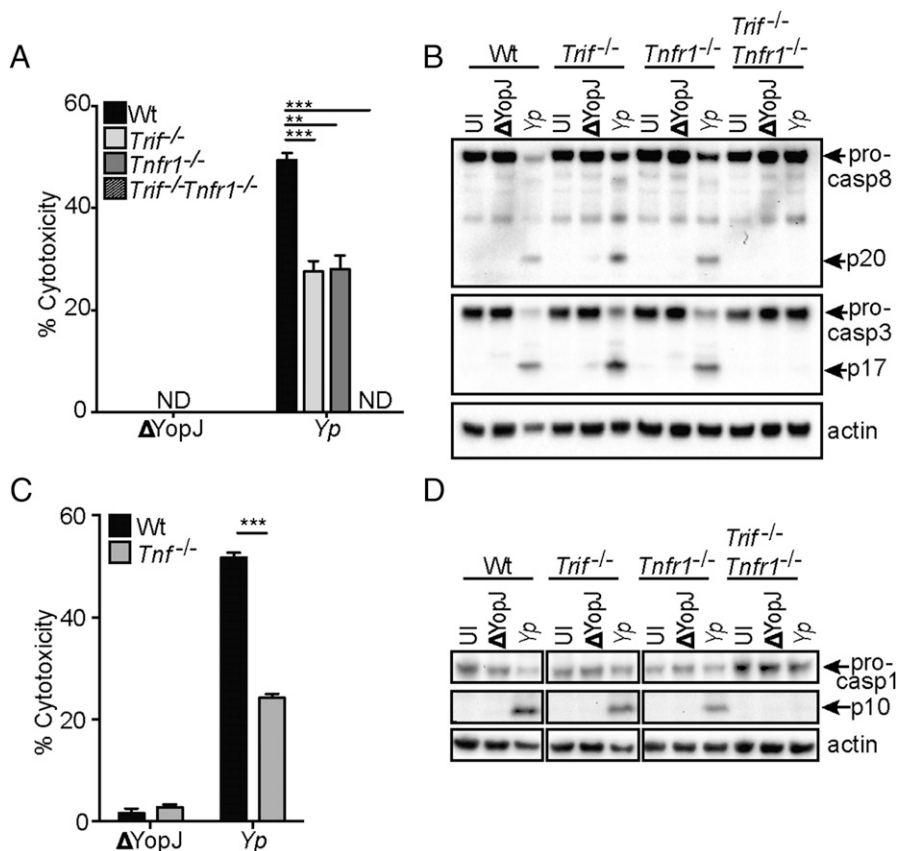 A
60
40
20
0
% Cytotoxicity
Wt
Trif-/-
Tnfr1-/-
Trif-/-Tnfr1-/-
***
**
***
ND
ND
ΔYopJ
Yp
B
Wt
Trif-/-
Tnfr1-/-
Trif-/-
Tnfr1-/-
UI
ΔYopJ
Yp
UI
ΔYopJ
Yp
UI
ΔYopJ
Yp
UI
ΔYopJ
Yp
pro-
casp8
p20
pro-
casp3
p17
actin
C
60
40
20
0
% Cytotoxicity
Wt
Tnf-/-
***
ΔYopJ
Yp
D
Wt
Trif-/-
Tnfr1-/-
Trif-/-
Tnfr1-/-
UI
ΔYopJ
Yp
UI
ΔYopJ
Yp
UI
ΔYopJ
Yp
UI
ΔYopJ
Yp
pro-
casp1
p10
actin